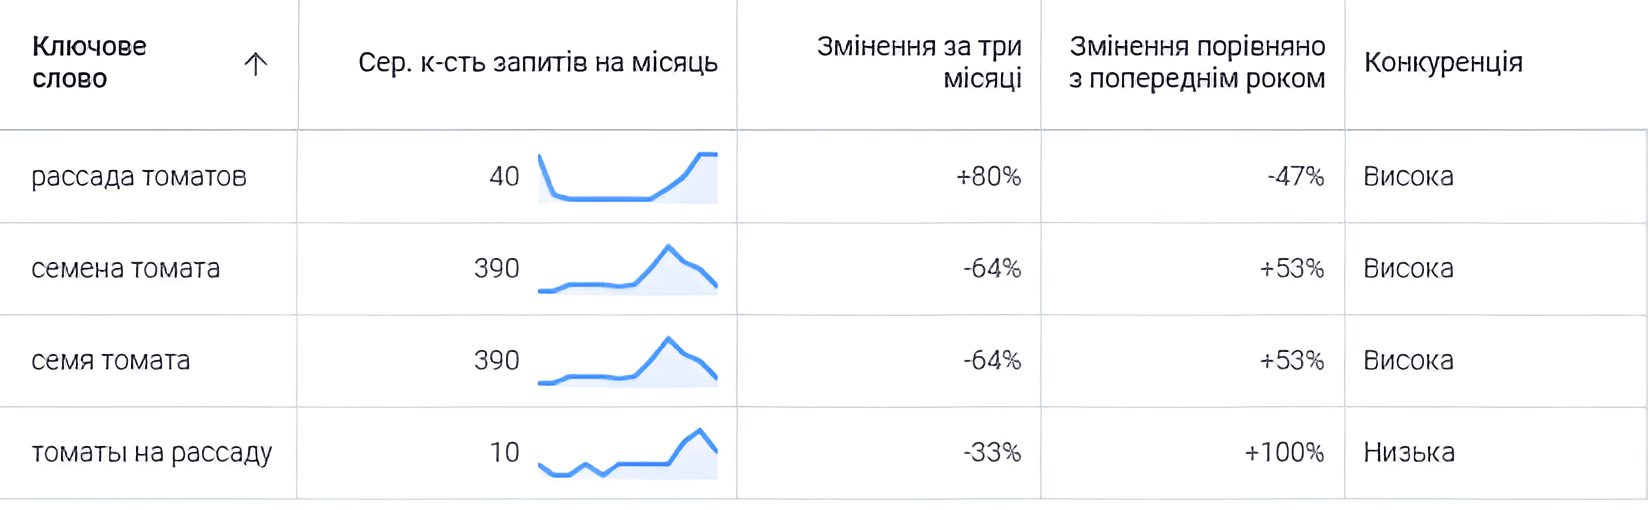 Ключове
слово
Сер. к-сть запитів на місяць
Змінення за три
місяці
Змінення порівняно
з попереднім роком
Конкуренція
рассада томатов 40 +80% -47% Висока
семена томата 390 -64% +53% Висока
семя томата 390 -64% +53% Висока
томаты на рассаду 10 -33% +100% Низька